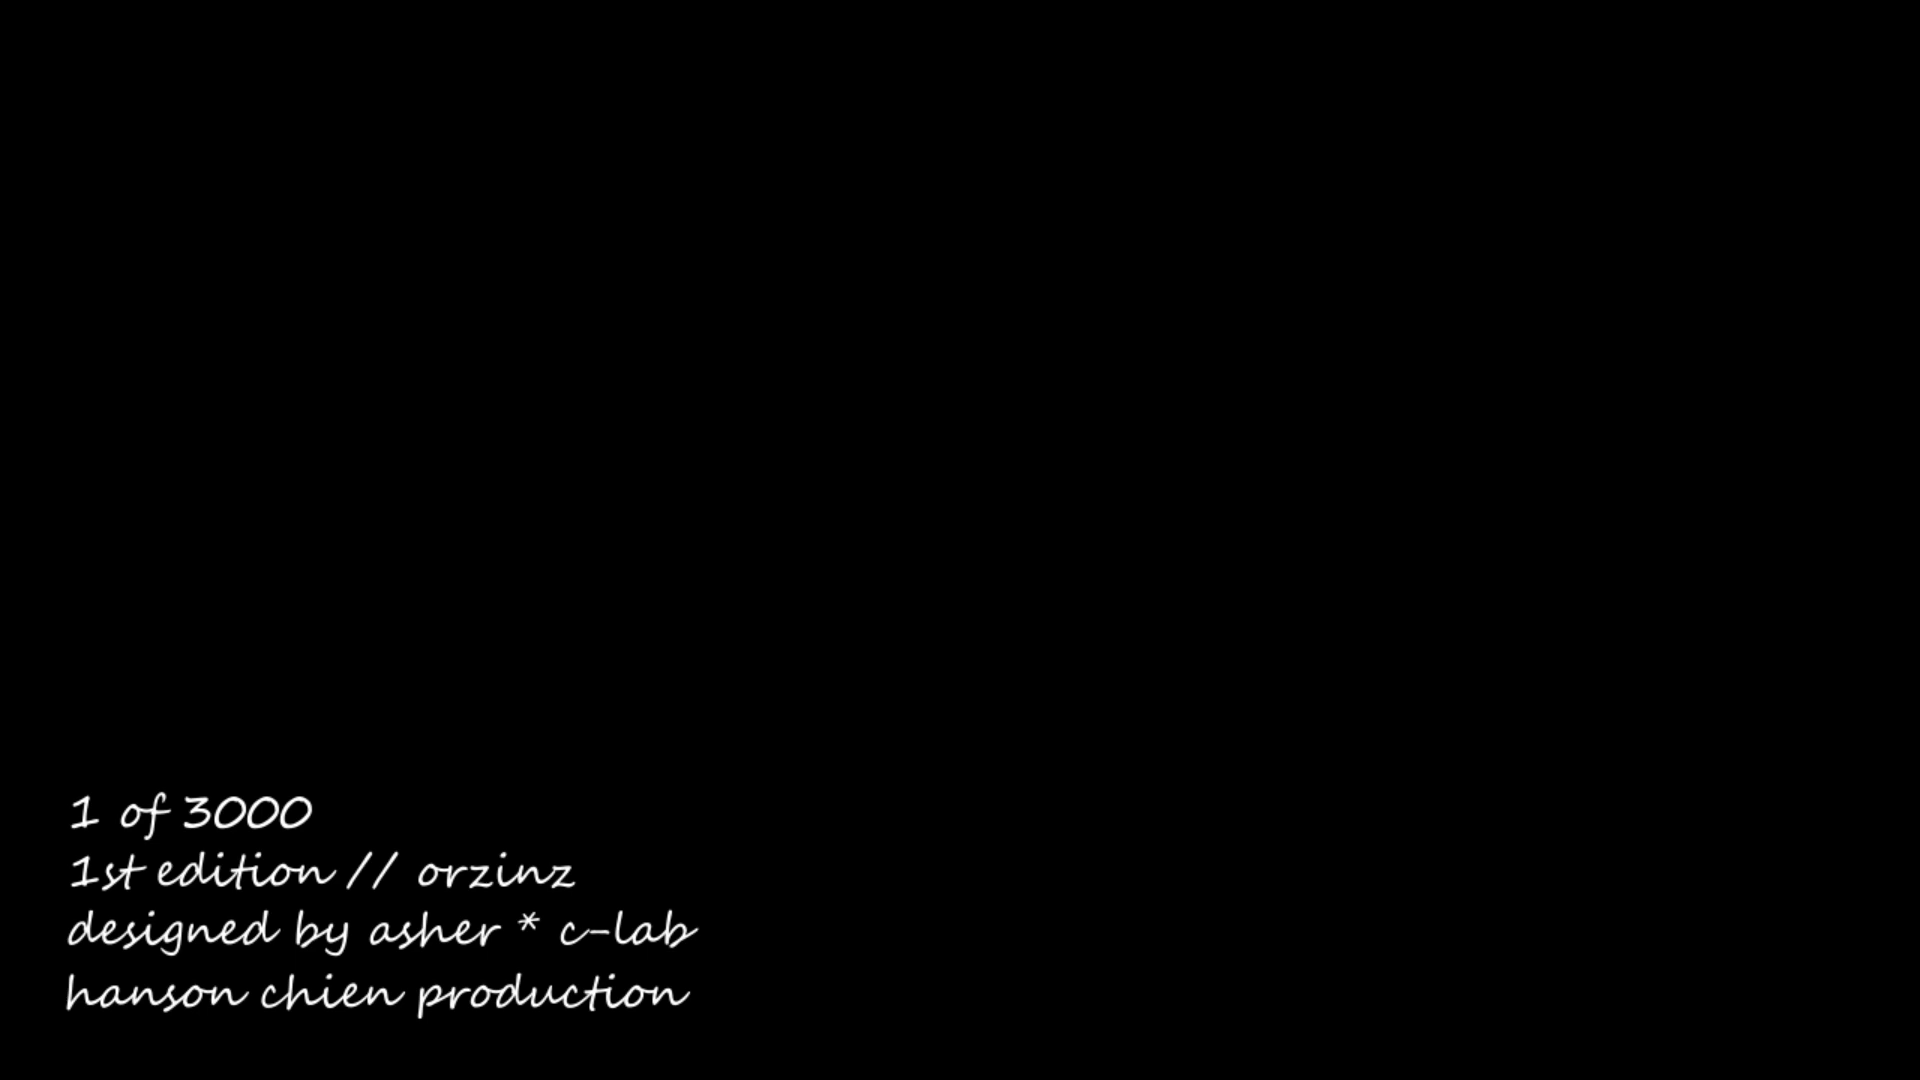 1 of 3000
1st edition // orzinz
designed by asher * c-lab
hanson chien production